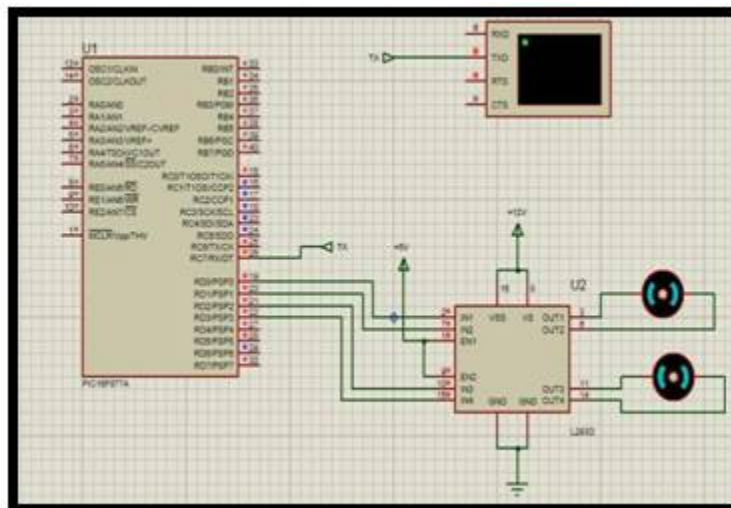 U1
OSC1/CLKIN
OSC2/CLKOUT
RA0/AN0
RA1/AN1
RA2/AN2/VREF-/CVREF
RA3/AN3/VREF+
RA4/T0CKI/C1OUT
RA5/AN4/SS/C2OUT
RE0/AN5/RD
RE1/AN6/WR
RE2/AN7/CS
MCLR/Vpp/THV
RB0/INT
RB1
RB2
RB3/PGM
RB4
RB5
RB6/PGC
RB7/PGD
RC0/T1OSO/T1CKI
RC1/T1OSI/CCP2
RC2/CCP1
RC3/SCK/SCL
RC4/SDI/SDA
RC5/SDO
RC6/TX/CK
RC7/RX/DT
RD0/PSP0
RD1/PSP1
RD2/PSP2
RD3/PSP3
RD4/PSP4
RD5/PSP5
RD6/PSP6
RD7/PSP7
PIC16F877A
TX
RXD
TXD
RTS
CTS
TX
+5V
+12V
U2
IN1
IN2
EN1
EN2
IN3
IN4
VSS
VS
OUT1
OUT2
OUT3
OUT4
GND
GND
L293D